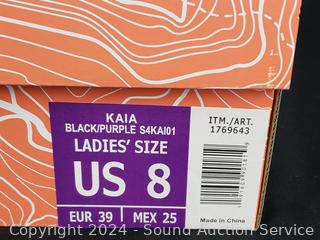 KAIA
BLACK/PURPLE S4KAI01
LADIES' SIZE
US 8
EUR 39 | MEX 25
ITM./ART.
1769643
Made in China
Copyright 2024 - Sound Auction Service